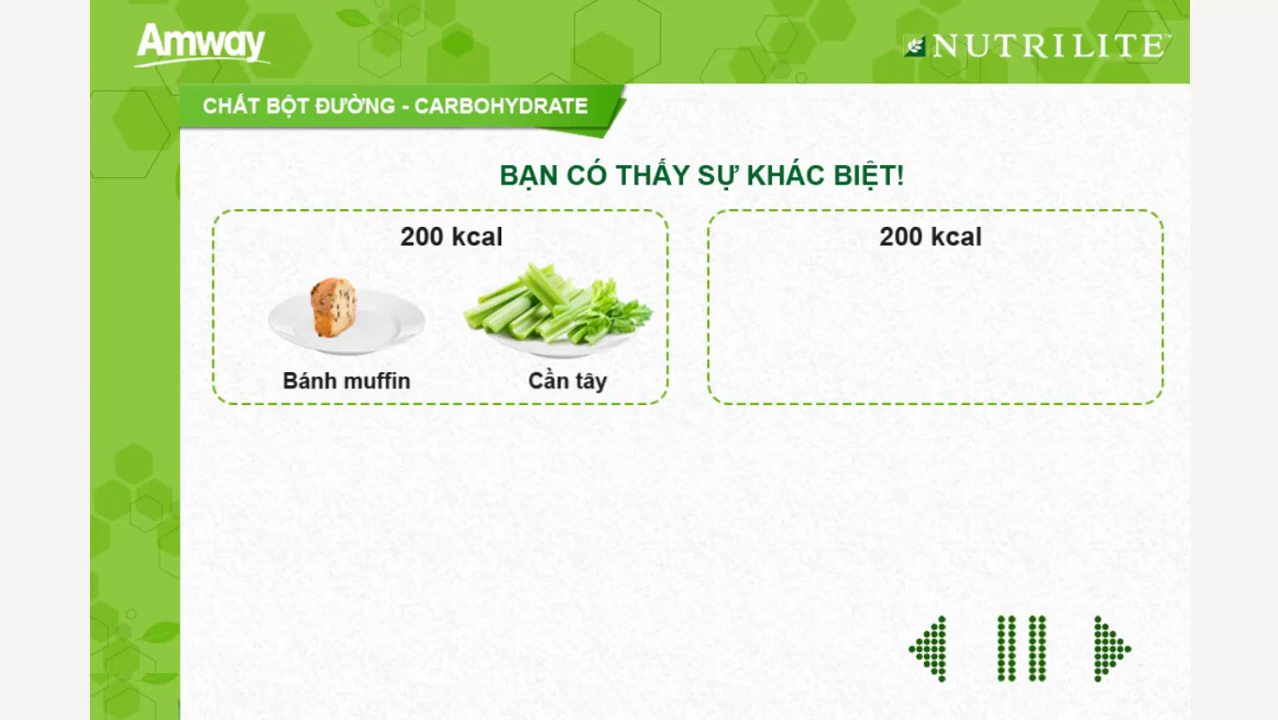 Amway
NUTRILITE™
CHẤT BỘT ĐƯỜNG - CARBOHYDRATE
BẠN CÓ THẤY SỰ KHÁC BIỆT!
200 kcal
Bánh muffin
Cần tây
200 kcal